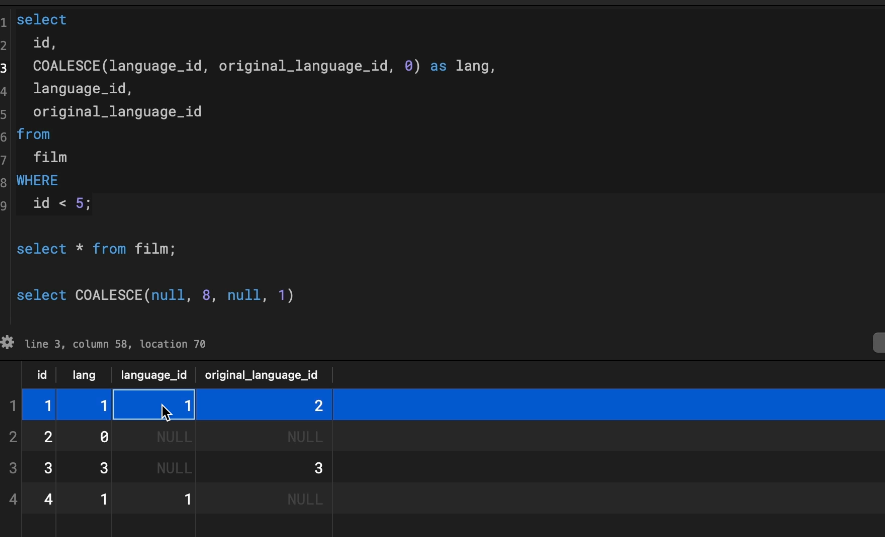 1 select
2 id,
3 COALESCE(language_id, original_language_id, 0) as lang,
4 language_id,
5 original_language_id
6 from
7 film
8 WHERE
9 id < 5;
select * from film;
select COALESCE(null, 8, null, 1)
line 3, column 58, location 70
id lang language_id original_language_id
1 1 1 1 2
2 2 0 NULL NULL
3 3 3 NULL 3
4 4 1 1 NULL